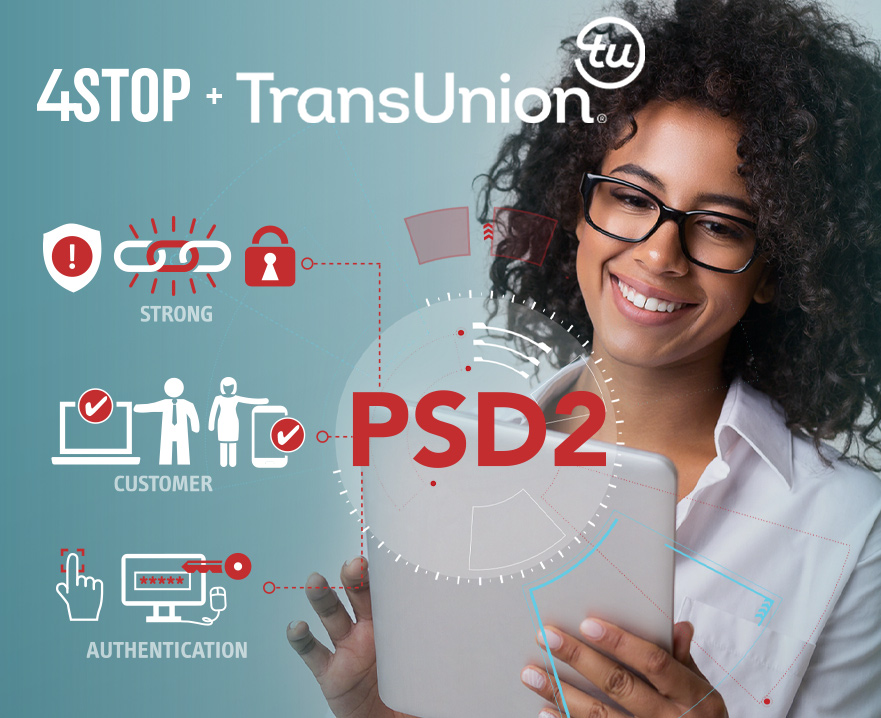 4STOP + TransUnion®
tu
STRONG
CUSTOMER
PSD2
*****
AUTHENTICATION